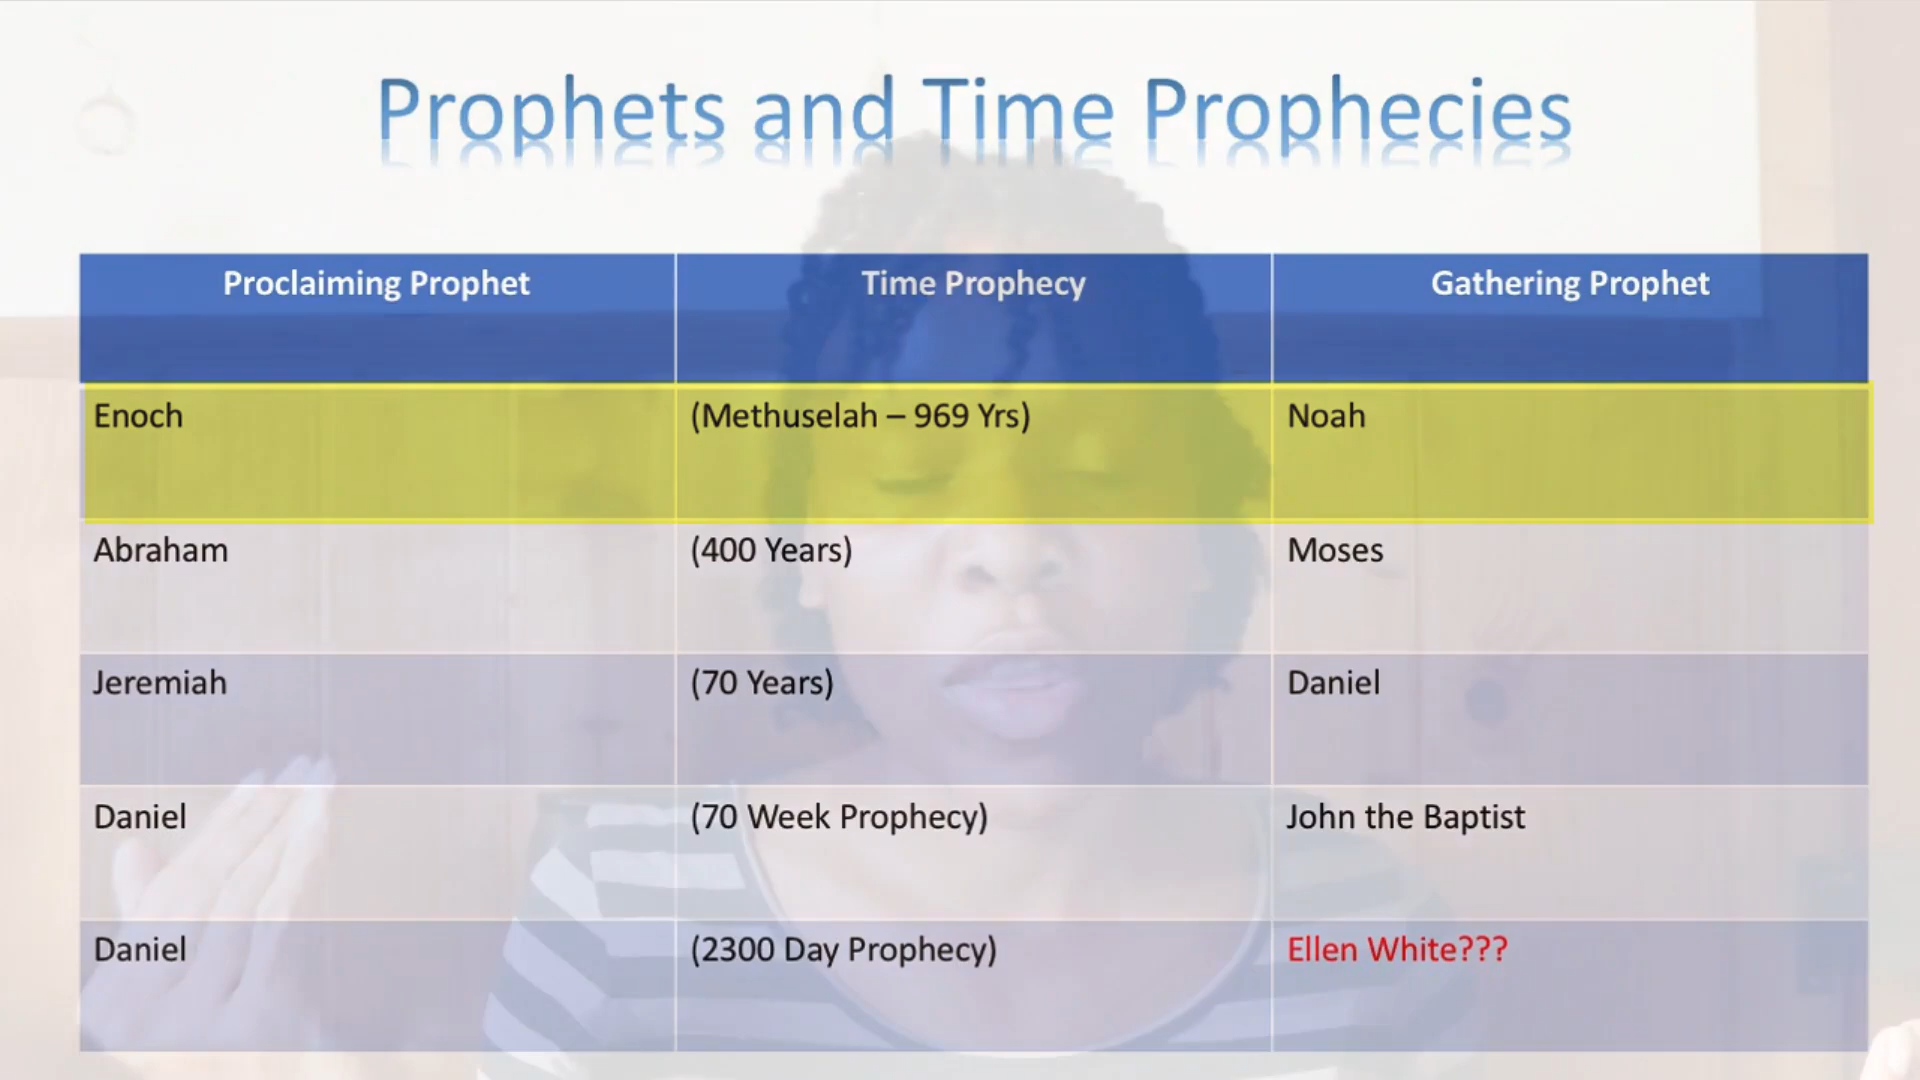 Prophets and Time Prophecies
Proclaiming Prophet Time Prophecy Gathering Prophet
Enoch (Methuselah – 969 Yrs) Noah
Abraham (400 Years) Moses
Jeremiah (70 Years) Daniel
Daniel (70 Week Prophecy) John the Baptist
Daniel (2300 Day Prophecy) Ellen White???